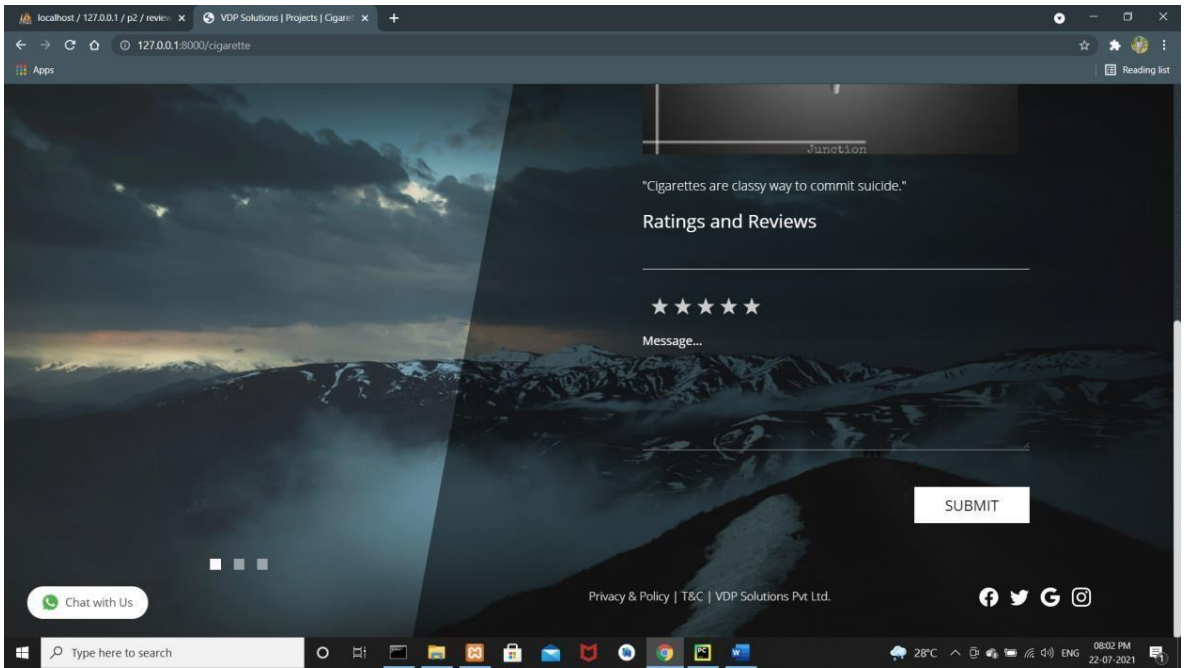 localhost / 127.0.0.1 / p2 / review
VDP Solutions | Projects | Cigaret
127.0.0.1:8000/cigarette
Apps
Reading list
Junction
"Cigarettes are classy way to commit suicide."
Ratings and Reviews
Message...
SUBMIT
Chat with Us
Privacy & Policy | T&C | VDP Solutions Pvt Ltd.
Type here to search
28°C
ENG
08:02 PM
22-07-2021